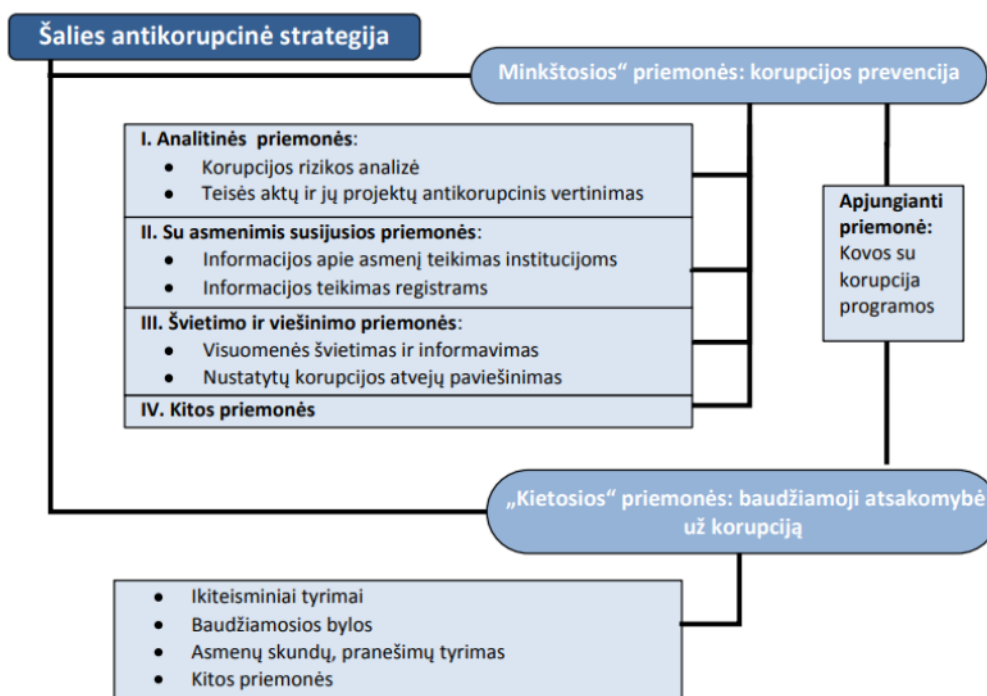 Šalies antikorupcinė strategija
Minkštosios“ priemonės: korupcijos prevencija
I. Analitinės priemonės:
• Korupcijos rizikos analizė
• Teisės aktų ir jų projektų antikorupcinis vertinimas
II. Su asmenimis susijusios priemonės:
• Informacijos apie asmenį teikimas institucijoms
• Informacijos teikimas registrams
III. Švietimo ir viešinimo priemonės:
• Visuomenės švietimas ir informavimas
• Nustatytų korupcijos atvejų paviešinimas
IV. Kitos priemonės
Apjungianti
priemonė:
Kovos su
korupcija
programos
„Kietosios“ priemonės: baudžiamoji atsakomybė
už korupciją
• Ikiteisminiai tyrimai
• Baudžiamosios bylos
• Asmenų skundų, pranešimų tyrimas
• Kitos priemonės